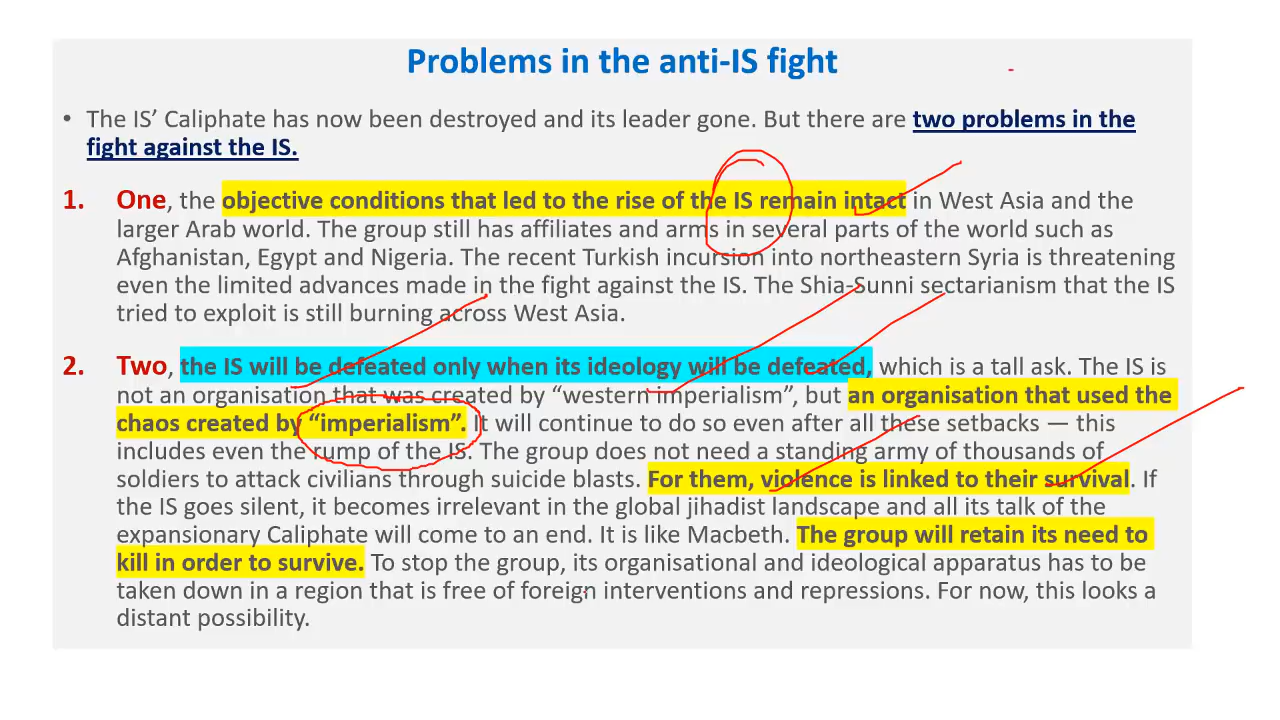 Problems in the anti-IS fight
• The IS’ Caliphate has now been destroyed and its leader gone. But there are two problems in the
fight against the IS.
1. One, the objective conditions that led to the rise of the IS remain intact in West Asia and the
larger Arab world. The group still has affiliates and arms in several parts of the world such as
Afghanistan, Egypt and Nigeria. The recent Turkish incursion into northeastern Syria is threatening
even the limited advances made in the fight against the IS. The Shia-Sunni sectarianism that the IS
tried to exploit is still burning across West Asia.
2. Two, the IS will be defeated only when its ideology will be defeated, which is a tall ask. The IS is
not an organisation that was created by “western imperialism”, but an organisation that used the
chaos created by “imperialism”. It will continue to do so even after all these setbacks — this
includes even the rump of the IS. The group does not need a standing army of thousands of
soldiers to attack civilians through suicide blasts. For them, violence is linked to their survival. If
the IS goes silent, it becomes irrelevant in the global jihadist landscape and all its talk of the
expansionary Caliphate will come to an end. It is like Macbeth. The group will retain its need to
kill in order to survive. To stop the group, its organisational and ideological apparatus has to be
taken down in a region that is free of foreign interventions and repressions. For now, this looks a
distant possibility.